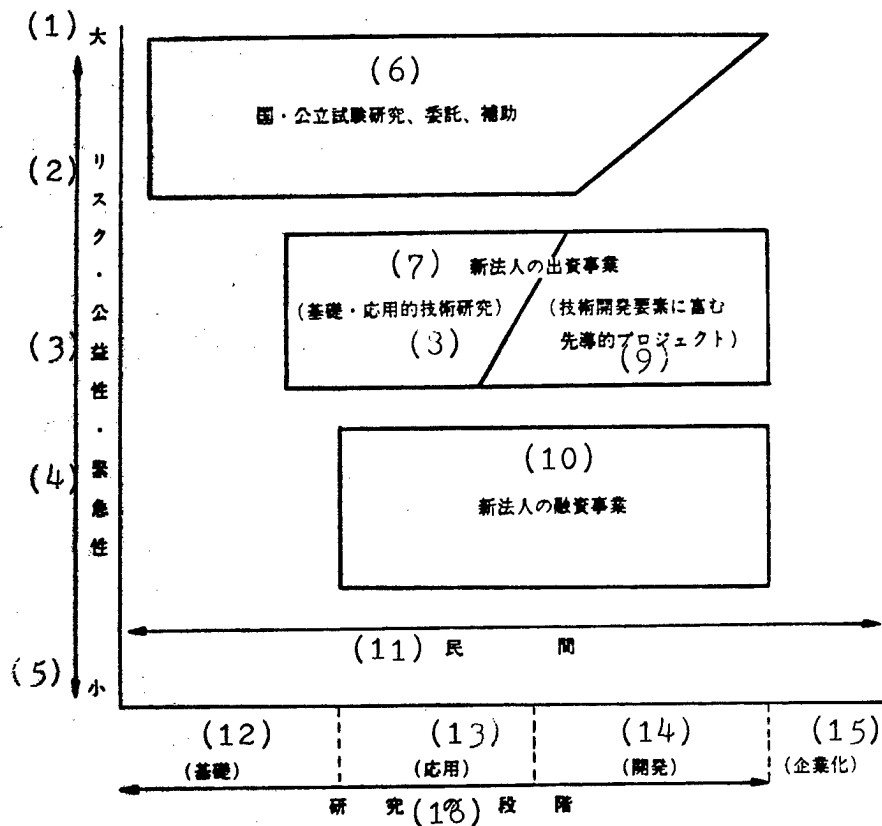 (1) 大
(6)
国・公立試験研究、委託、補助
(2) リスク・
(7) 新法人の出資事業
(基礎・応用的技術研究) (技術開発要素に富む
(3) 先導的プロジェクト)
(9)
(3) 公益性・
(10)
(4) 緊急性
新法人の融資事業
(11) 民間
(5) 小
(12) (13) (14) (15)
(基礎) (応用) (開発) (企業化)
研究の段階